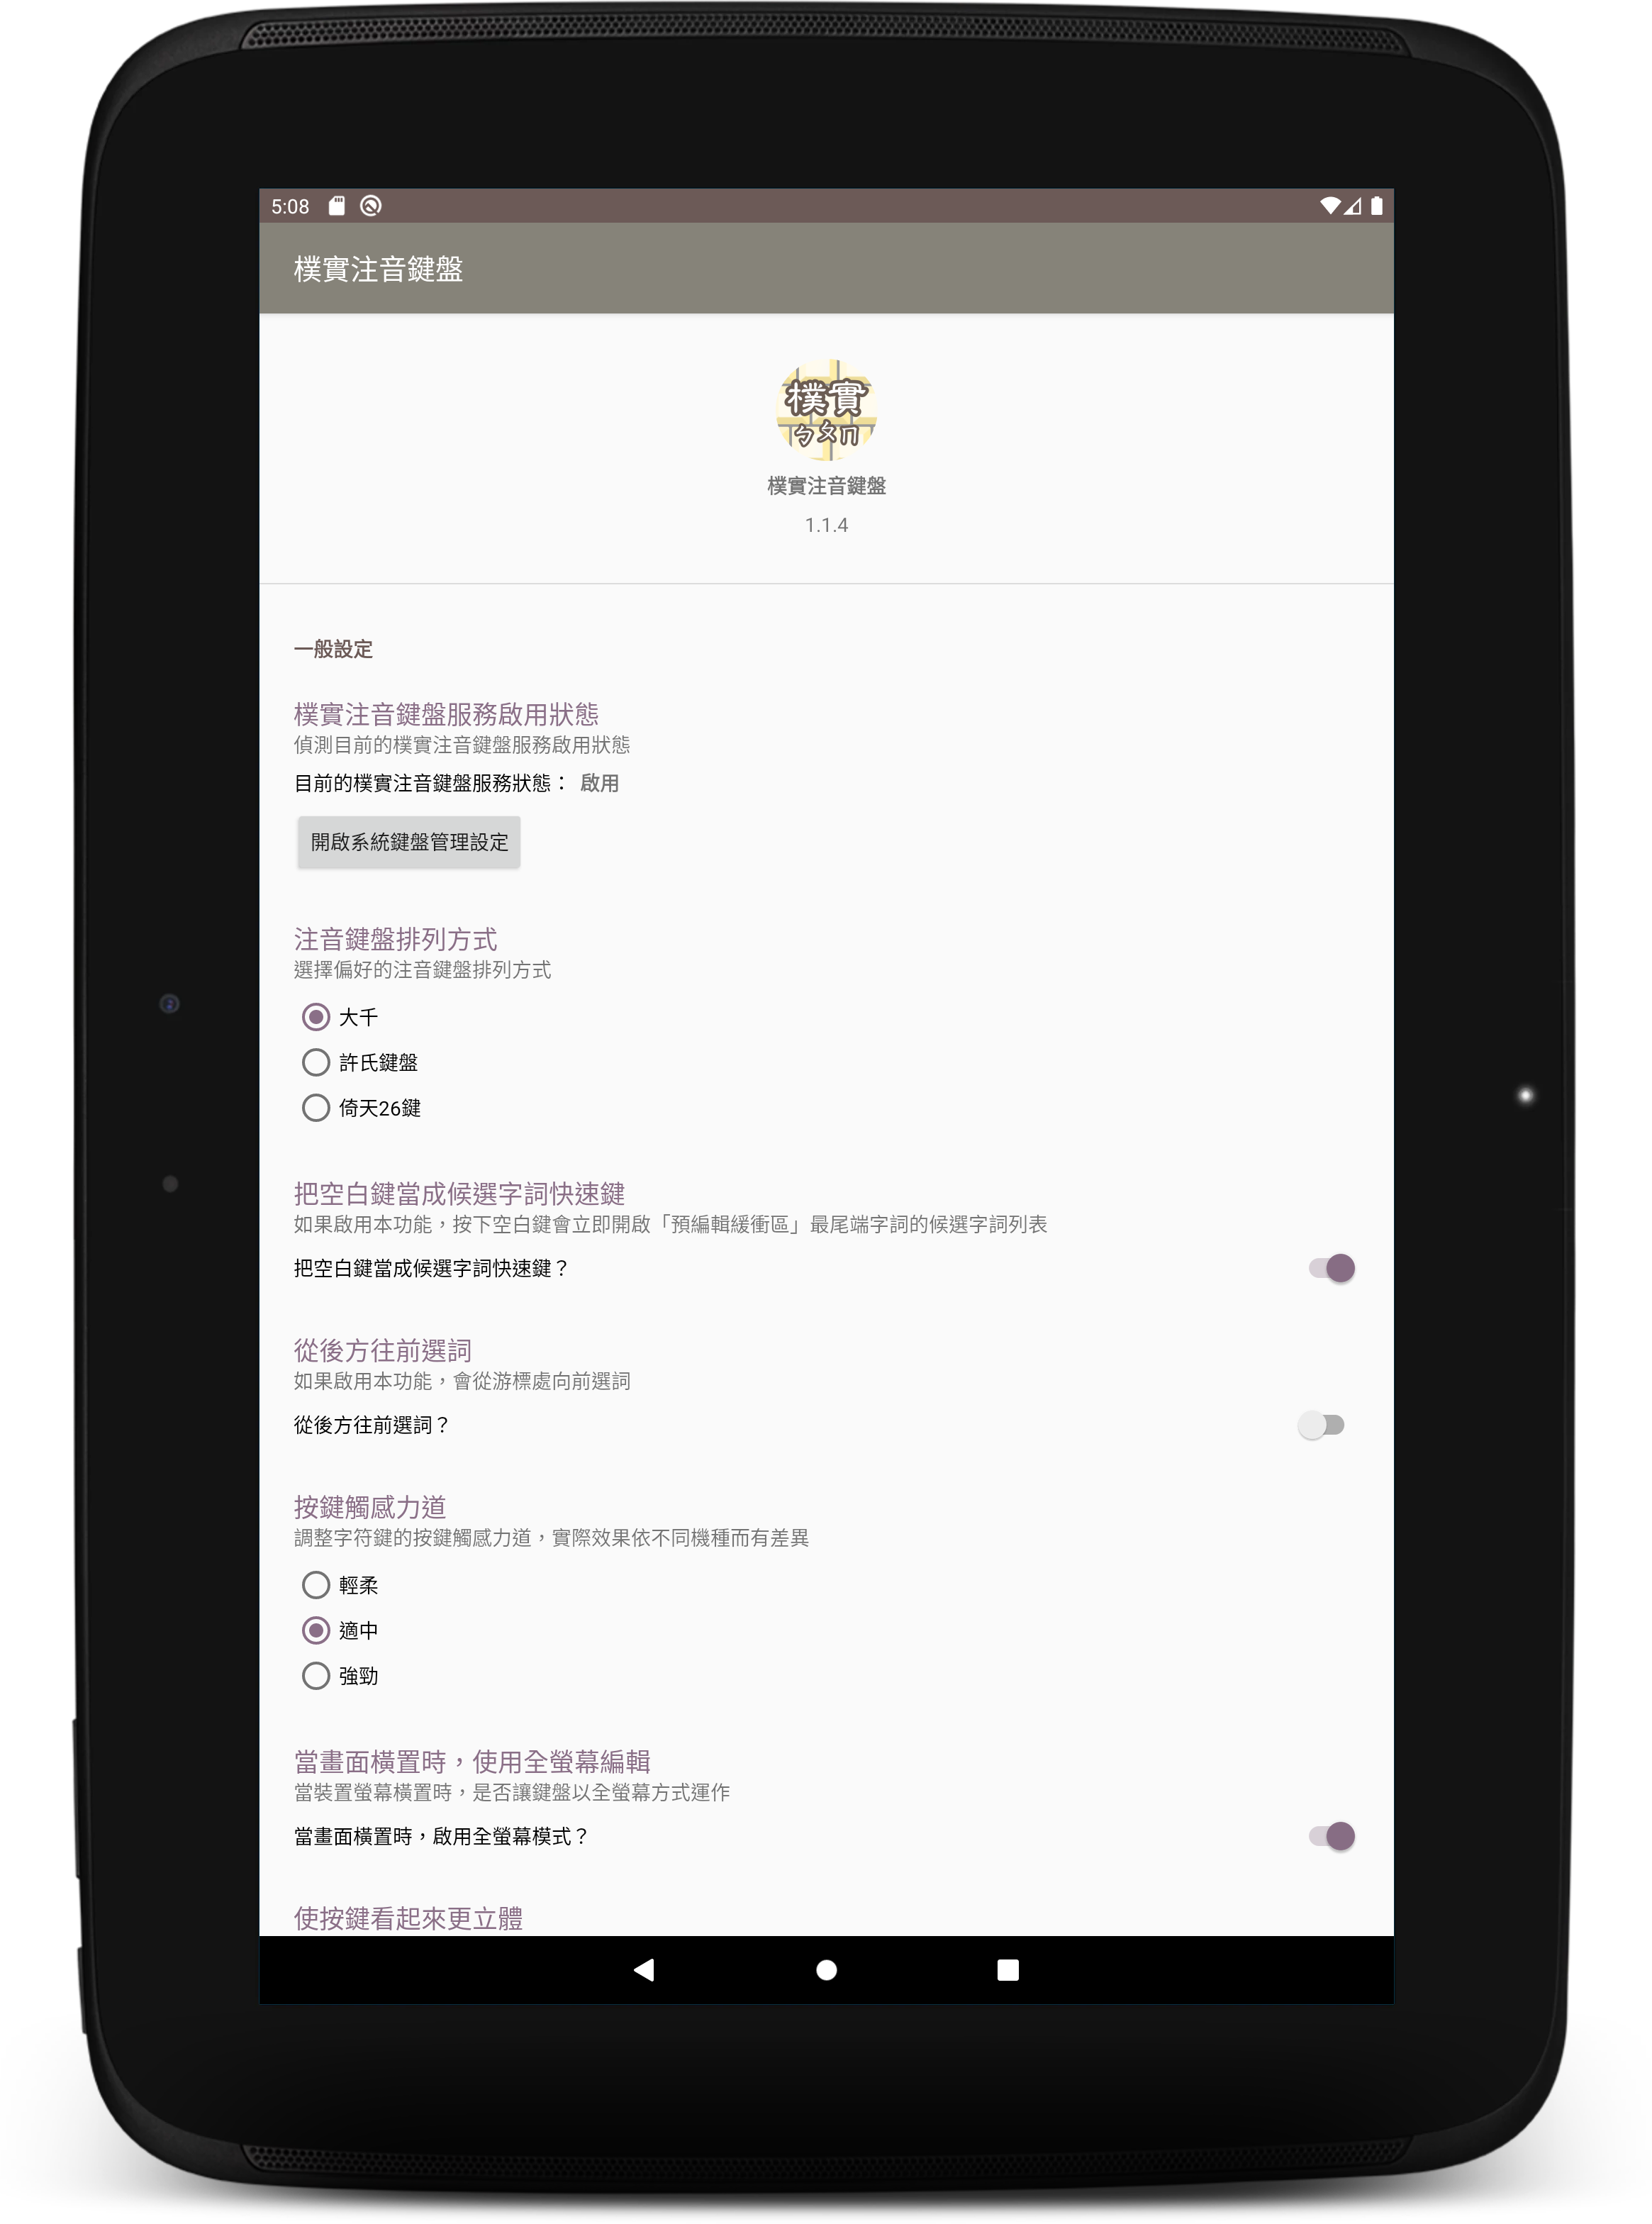 5:08
樸實注音鍵盤
樸實
ㄅㄆㄇ
樸實注音鍵盤
1.1.4
一般設定
樸實注音鍵盤服務啟用狀態
偵測目前的樸實注音鍵盤服務啟用狀態
目前的樸實注音鍵盤服務狀態： 啟用
開啟系統鍵盤管理設定
注音鍵盤排列方式
選擇偏好的注音鍵盤排列方式
大千
許氏鍵盤
倚天26鍵
把空白鍵當成候選字詞快速鍵
如果啟用本功能，按下空白鍵會立即開啟「預編輯緩衝區」最尾端字詞的候選字詞列表
把空白鍵當成候選字詞快速鍵？
從後方往前選詞
如果啟用本功能，會從游標處向前選詞
從後方往前選詞？
按鍵觸感力道
調整字符鍵的按鍵觸感力道，實際效果依不同機種而有差異
輕柔
適中
強勁
當畫面橫置時，使用全螢幕編輯
當裝置螢幕橫置時，是否讓鍵盤以全螢幕方式運作
當畫面橫置時，啟用全螢幕模式？
使按鍵看起來更立體